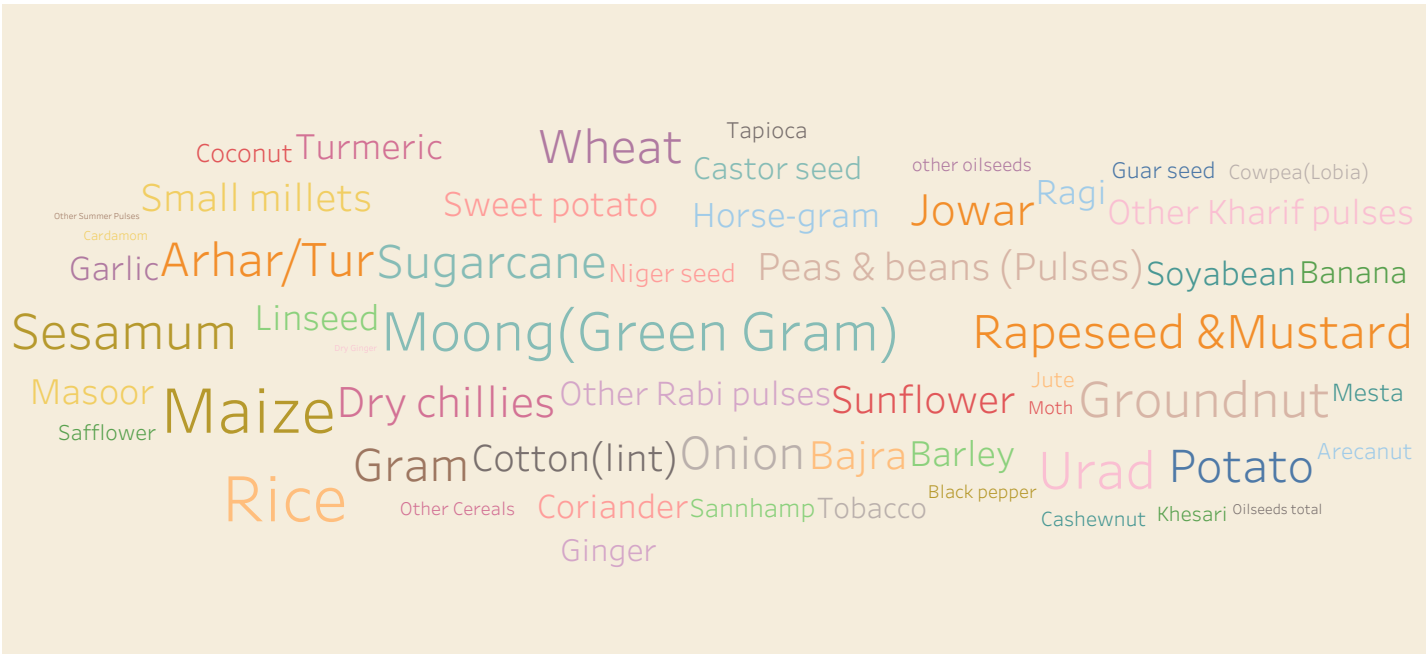 Tapioca
Coconut Turmeric Wheat
Castor seed other oilseeds Guar seed Cowpea(Lobia)
Small millets Sweet potato Horse-gram Jowar Ragi Other Kharif pulses
Other Summer Pulses
Cardamom
Garlic Arhar/Tur Sugarcane Niger seed Peas & beans (Pulses) Soyabean Banana
Sesamum Linseed Moong(Green Gram) Rapeseed &Mustard
Dry Ginger
Masoor Maize Dry chillies Other Rabi pulses Sunflower Jute Groundnut Mesta
Moth
Safflower
Gram Cotton(lint) Onion Bajra Barley Urad Potato Arecanut
Rice Other Cereals Coriander Sannhamp Tobacco Black pepper Cashewnut Khesari Oilseeds total
Ginger